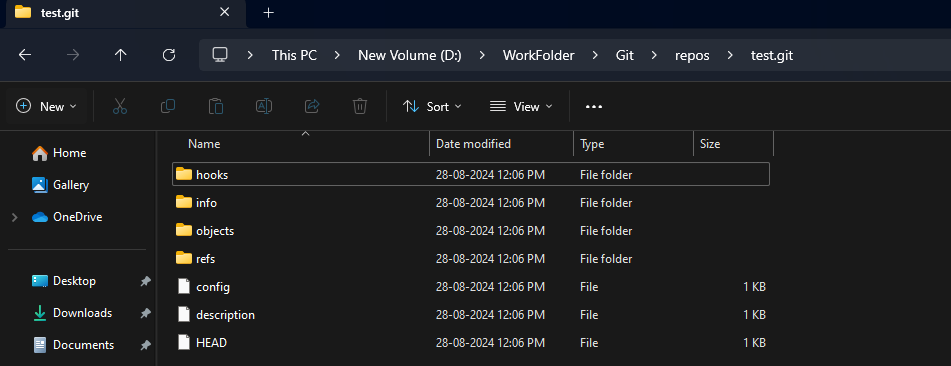 test.git
This PC > New Volume (D:) > WorkFolder > Git > repos > test.git
New Sort View
Name Date modified Type Size
Home
Gallery
OneDrive
Desktop
Downloads
Documents
hooks 28-08-2024 12:06 PM File folder
info 28-08-2024 12:06 PM File folder
objects 28-08-2024 12:06 PM File folder
refs 28-08-2024 12:06 PM File folder
config 28-08-2024 12:06 PM File 1 KB
description 28-08-2024 12:06 PM File 1 KB
HEAD 28-08-2024 12:06 PM File 1 KB